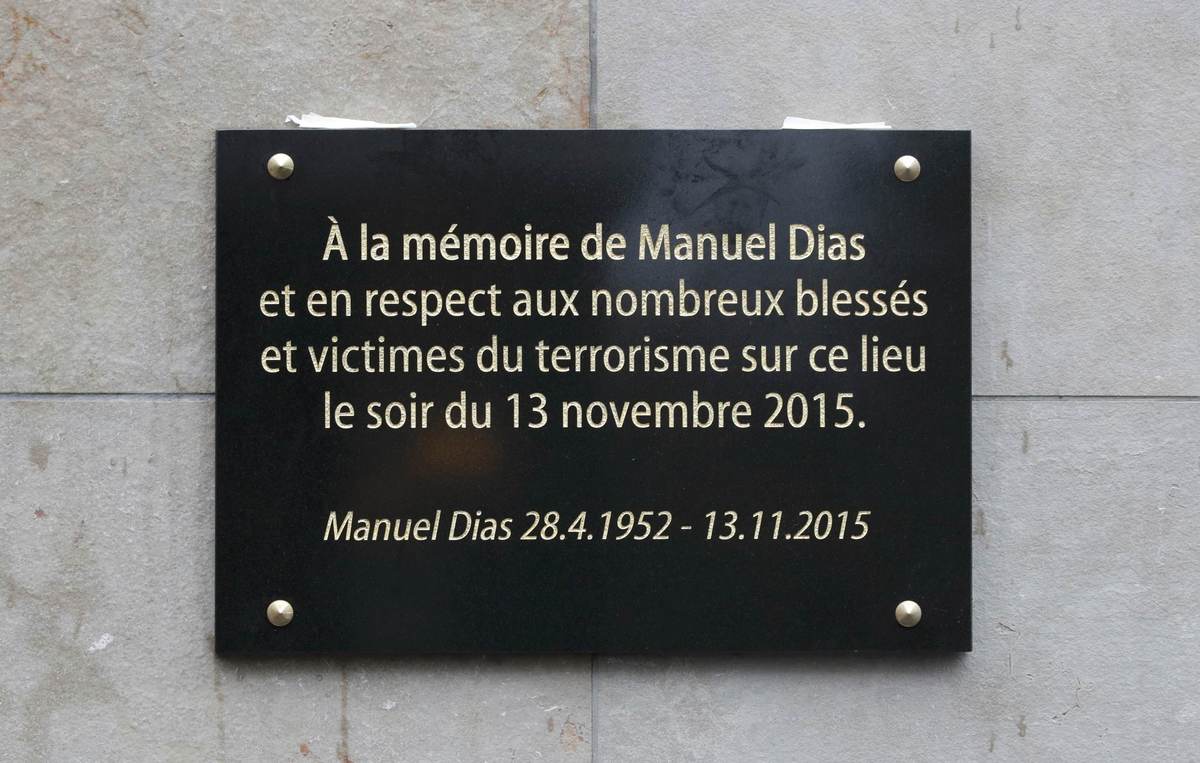 À la mémoire de Manuel Dias
et en respect aux nombreux blessés
et victimes du terrorisme sur ce lieu
le soir du 13 novembre 2015.
Manuel Dias 28.4.1952 - 13.11.2015